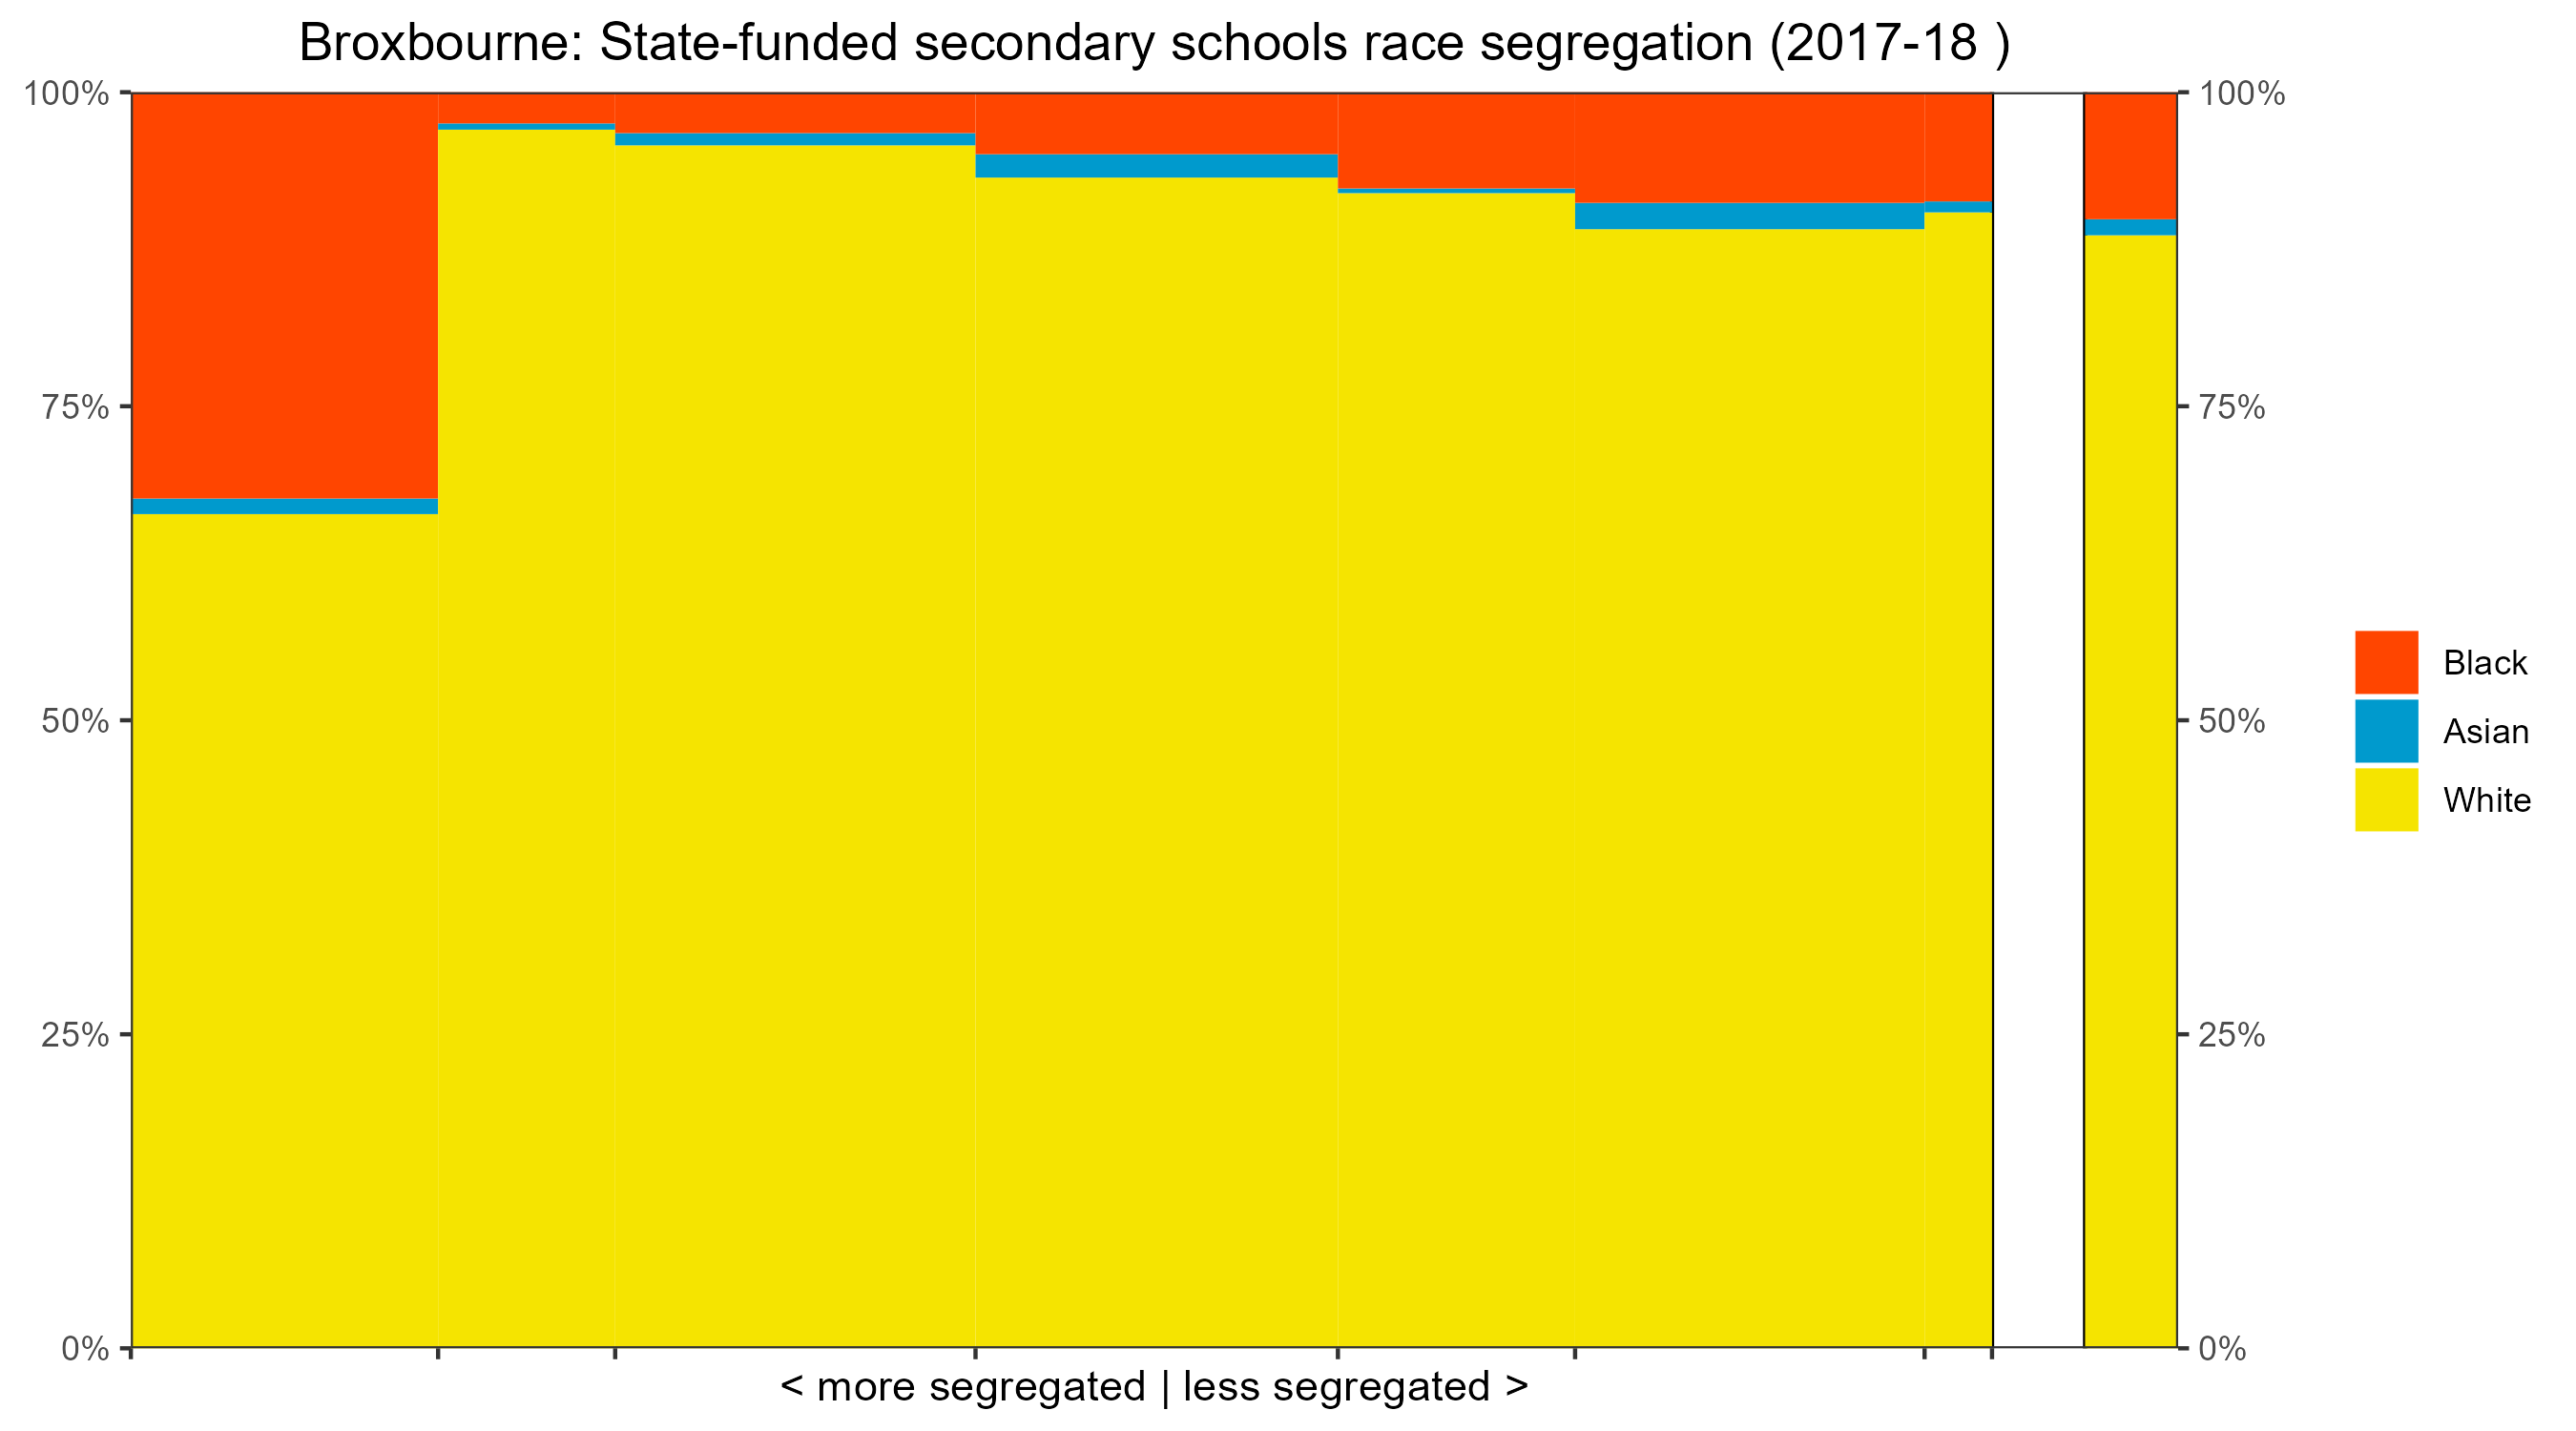 Broxbourne: State-funded secondary schools race segregation (2017-18 )
100%
75%
50%
25%
0%
100%
75%
50%
25%
0%
< more segregated | less segregated >
Black
Asian
White